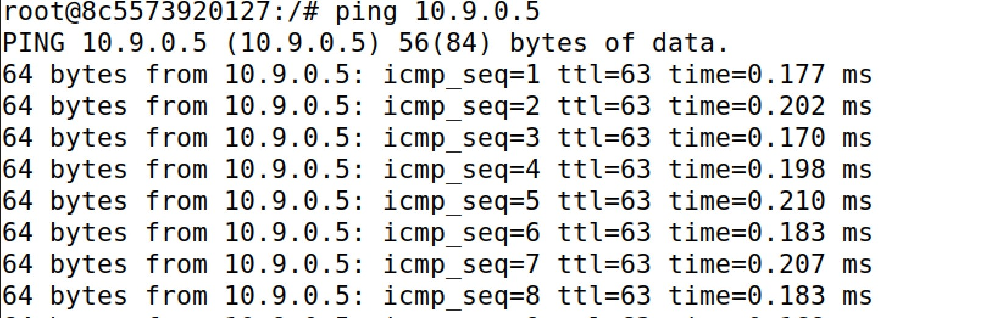 root@8c5573920127:/# ping 10.9.0.5
PING 10.9.0.5 (10.9.0.5) 56(84) bytes of data.
64 bytes from 10.9.0.5: icmp_seq=1 ttl=63 time=0.177 ms
64 bytes from 10.9.0.5: icmp_seq=2 ttl=63 time=0.202 ms
64 bytes from 10.9.0.5: icmp_seq=3 ttl=63 time=0.170 ms
64 bytes from 10.9.0.5: icmp_seq=4 ttl=63 time=0.198 ms
64 bytes from 10.9.0.5: icmp_seq=5 ttl=63 time=0.210 ms
64 bytes from 10.9.0.5: icmp_seq=6 ttl=63 time=0.183 ms
64 bytes from 10.9.0.5: icmp_seq=7 ttl=63 time=0.207 ms
64 bytes from 10.9.0.5: icmp_seq=8 ttl=63 time=0.183 ms